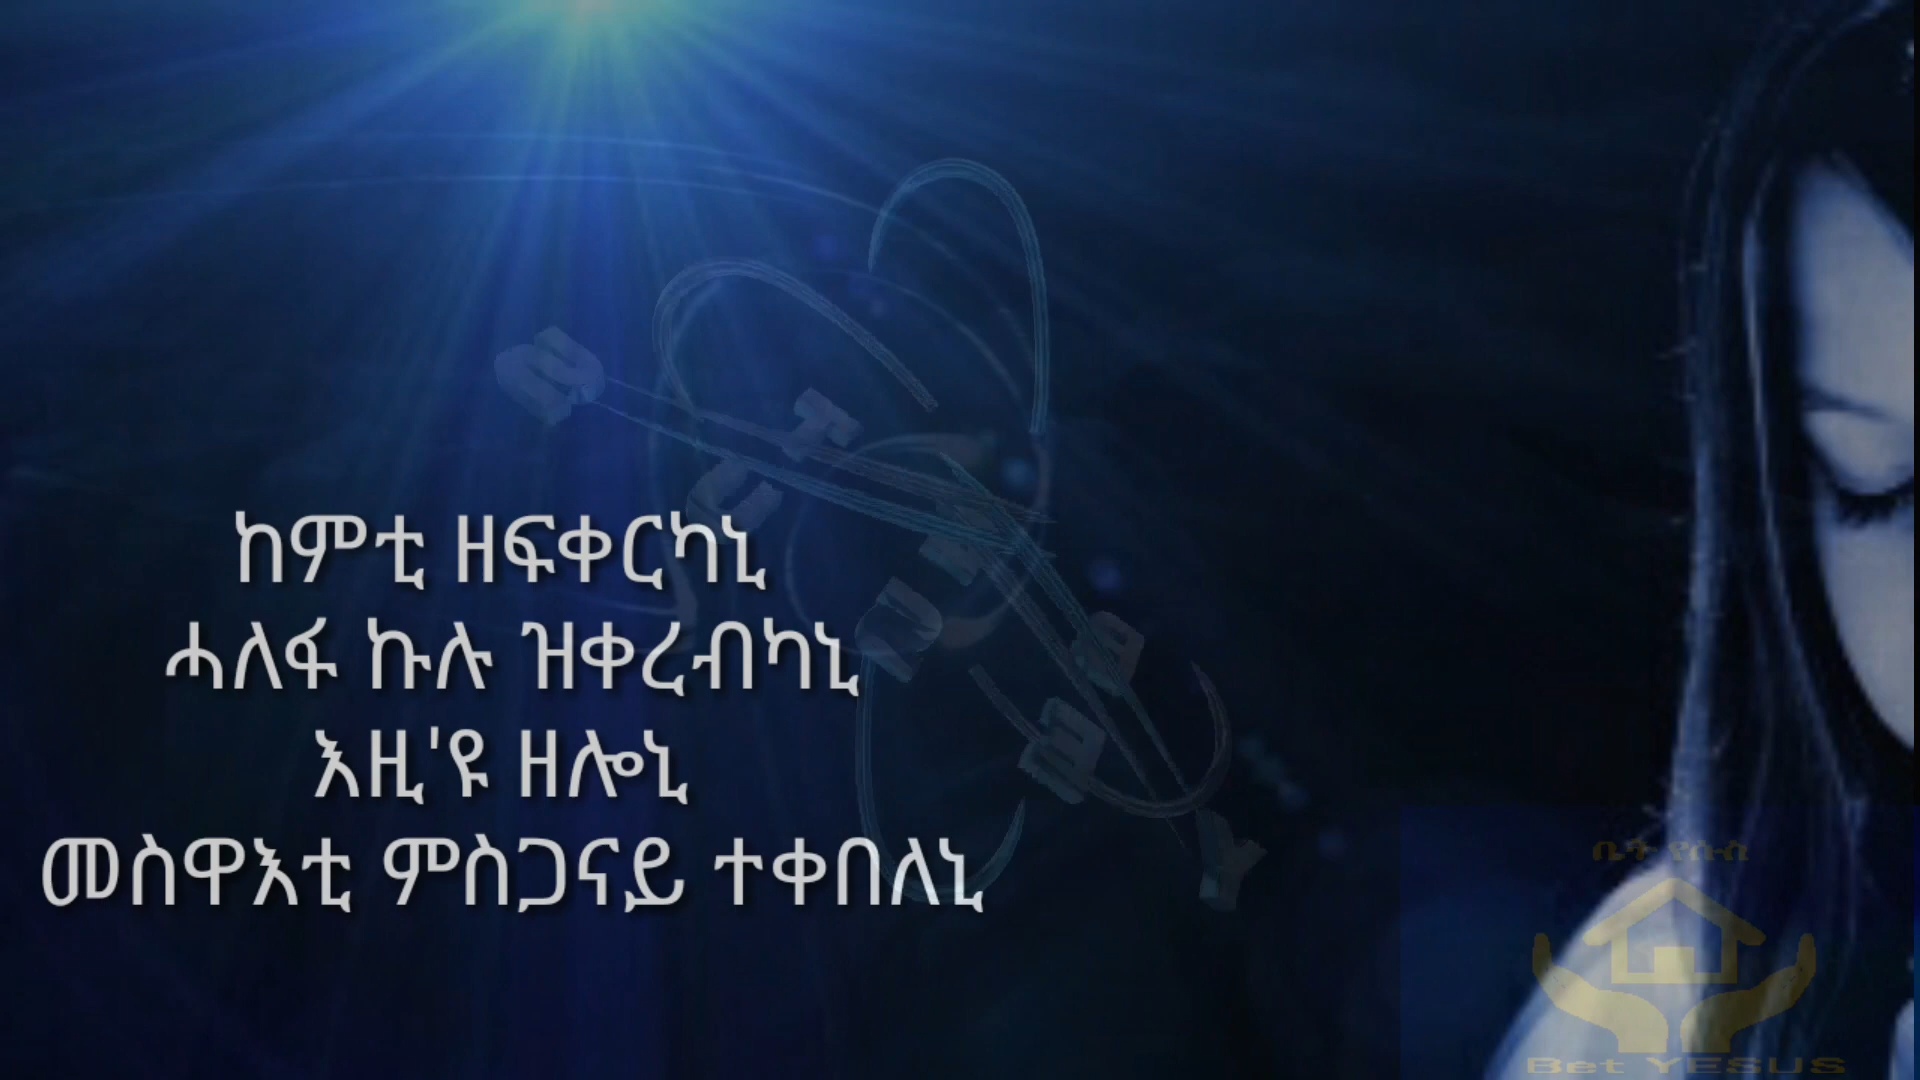 ከምቲ ዘፍቀርካኒ
ሓለፋ ኩሉ ዝቀረብካኒ
እዚ'ዩ ዘሎኒ
መስዋእቲ ምስጋናይ ተቀበለኒ
ቤት የሱስ
Bet YESUS